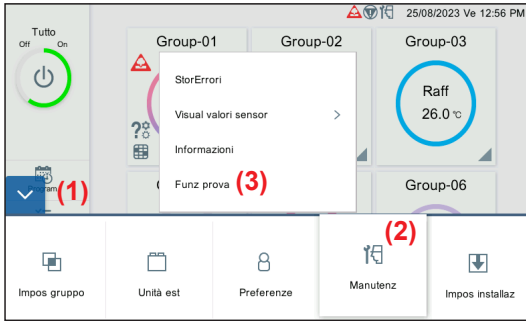 25/08/2023 Ve 12:56 PM
Tutto
Off On
Group-01
Group-02
Group-03
StorErrori
Raff
26.0 °C
Visual valori sensor
Informazioni
Funz prova (3)
Group-06
(1)
(2)
Impos gruppo
Unità est
Preferenze
Manutenz
Impos installaz